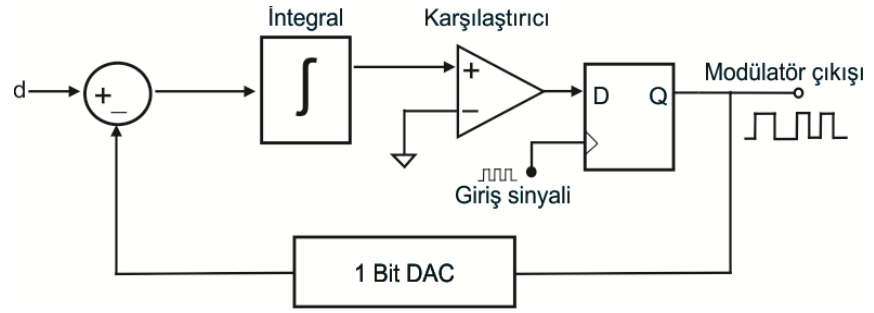 İntegral
Karşılaştırıcı
d
+
−
∫
+
−
D
Q
Modülatör çıkışı
Giriş sinyali
1 Bit DAC